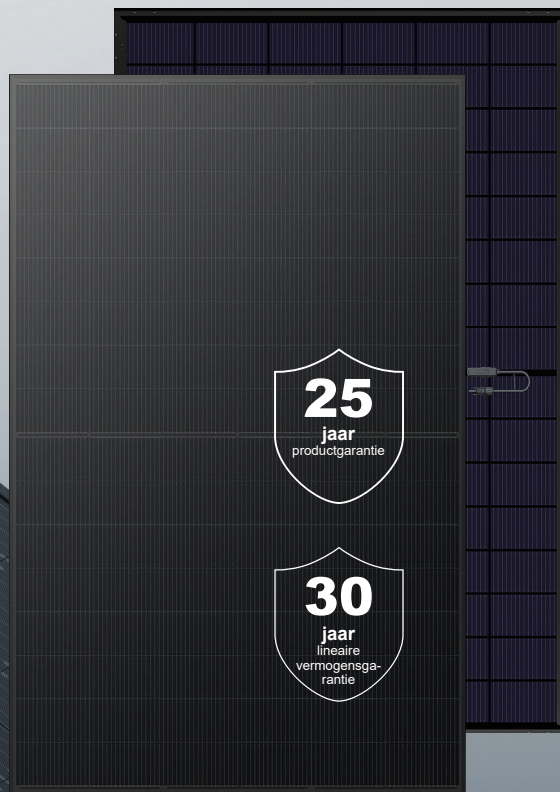 25
jaar
productgarantie
30
jaar
lineaire
vermogensga-
rantie